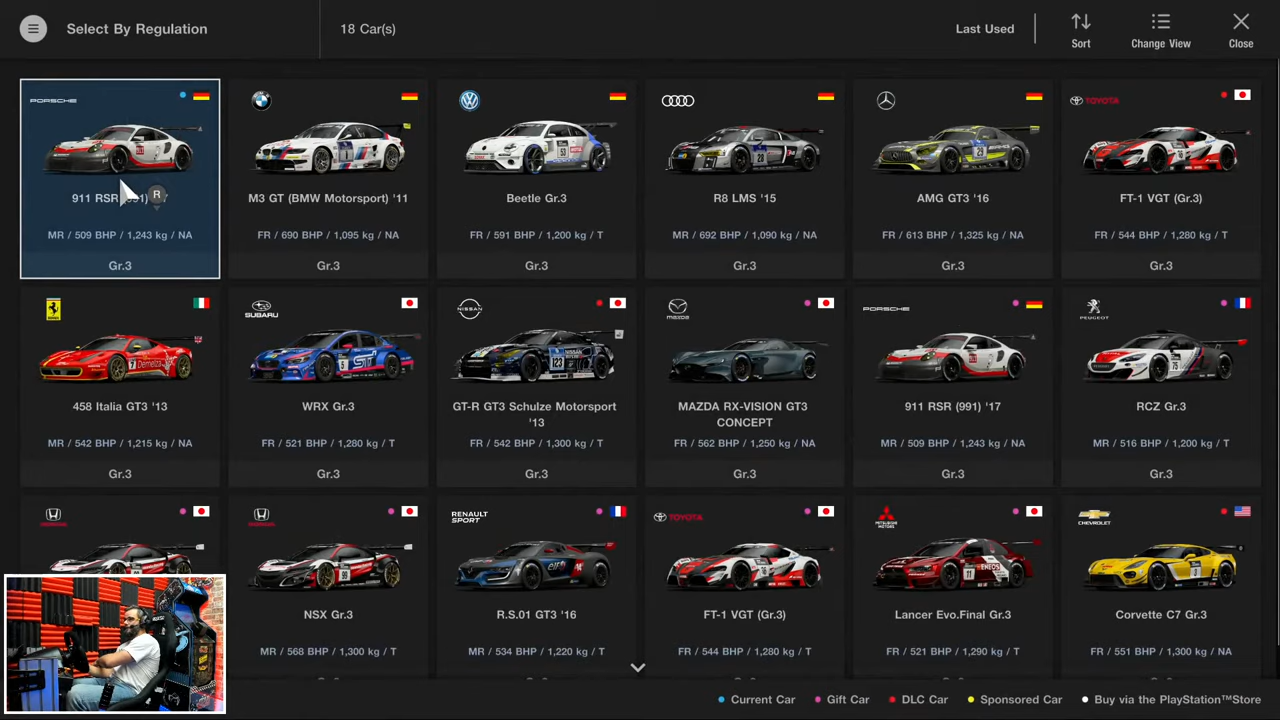 Select By Regulation
18 Car(s)
Last Used
Sort
Change View
Close
PORSCHE
911 RSR
R
MR / 509 BHP / 1,243 kg / NA
Gr.3
M3 GT (BMW Motorsport) '11
FR / 690 BHP / 1,095 kg / NA
Gr.3
Beetle Gr.3
FR / 591 BHP / 1,200 kg / T
Gr.3
R8 LMS '15
MR / 692 BHP / 1,090 kg / NA
Gr.3
AMG GT3 '16
FR / 613 BHP / 1,325 kg / NA
Gr.3
TOYOTA
FT-1 VGT (Gr.3)
FR / 544 BHP / 1,280 kg / T
Gr.3
458 Italia GT3 '13
MR / 542 BHP / 1,215 kg / NA
Gr.3
SUBARU
WRX Gr.3
FR / 521 BHP / 1,280 kg / T
Gr.3
NISSAN
GT-R GT3 Schulze Motorsport
'13
FR / 542 BHP / 1,300 kg / T
Gr.3
mazda
MAZDA RX-VISION GT3
CONCEPT
FR / 562 BHP / 1,250 kg / NA
Gr.3
PORSCHE
911 RSR (991) '17
MR / 509 BHP / 1,243 kg / NA
Gr.3
PEUGEOT
RCZ Gr.3
MR / 516 BHP / 1,200 kg / T
Gr.3
HONDA
HONDA
NSX Gr.3
MR / 568 BHP / 1,300 kg / T
RENAULT
SPORT
R.S.01 GT3 '16
MR / 534 BHP / 1,220 kg / T
TOYOTA
FT-1 VGT (Gr.3)
FR / 544 BHP / 1,280 kg / T
MITSUBISHI
MOTORS
Lancer Evo.Final Gr.3
FR / 521 BHP / 1,290 kg / T
CHEVROLET
Corvette C7 Gr.3
FR / 551 BHP / 1,300 kg / NA
Current Car
Gift Car
DLC Car
Sponsored Car
Buy via the PlayStation™Store